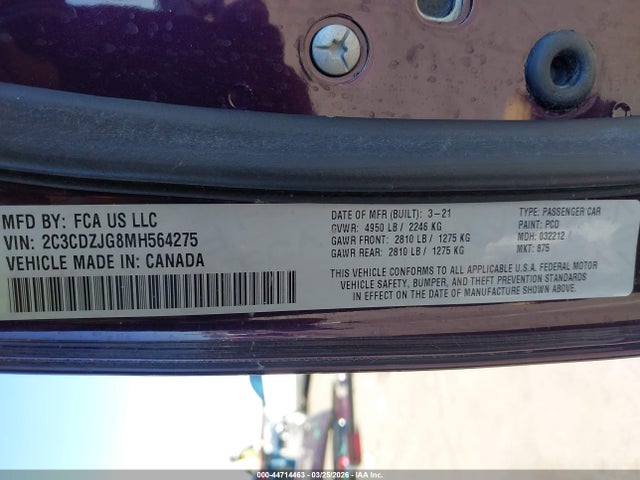 MFD BY: FCA US LLC
VIN: 2C3CDZJG8MH564275
VEHICLE MADE IN: CANADA
DATE OF MFR (BUILT): 3-21
GVWR: 4950 LB / 2246 KG
GAWR FRONT: 2810 LB / 1275 KG
GAWR REAR: 2810 LB / 1275 KG
TYPE: PASSENGER CAR
PAINT: PCD
MDH: 032212
MKT: 875
THIS VEHICLE CONFORMS TO ALL APPLICABLE U.S.A. FEDERAL MOTOR
VEHICLE SAFETY, BUMPER, AND THEFT PREVENTION STANDARDS
IN EFFECT ON THE DATE OF MANUFACTURE SHOWN ABOVE.
000-44714463 - 03/25/2026 - IAA Inc.